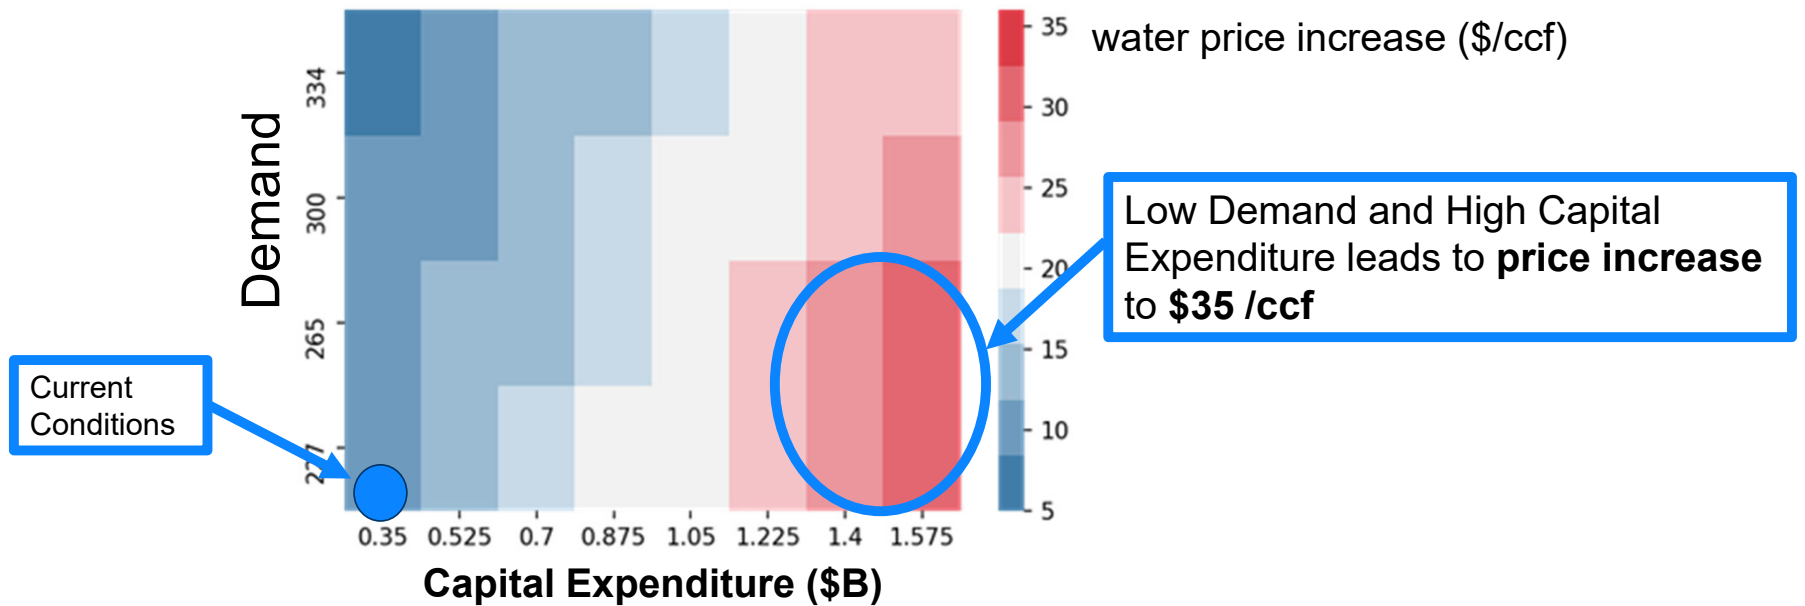 water price increase ($/ccf)
35
30
25
20
15
10
5
Demand
334
300
265
227
Low Demand and High Capital
Expenditure leads to price increase
to $35 /ccf
Current
Conditions
0.35 0.525 0.7 0.875 1.05 1.225 1.4 1.575
Capital Expenditure ($B)